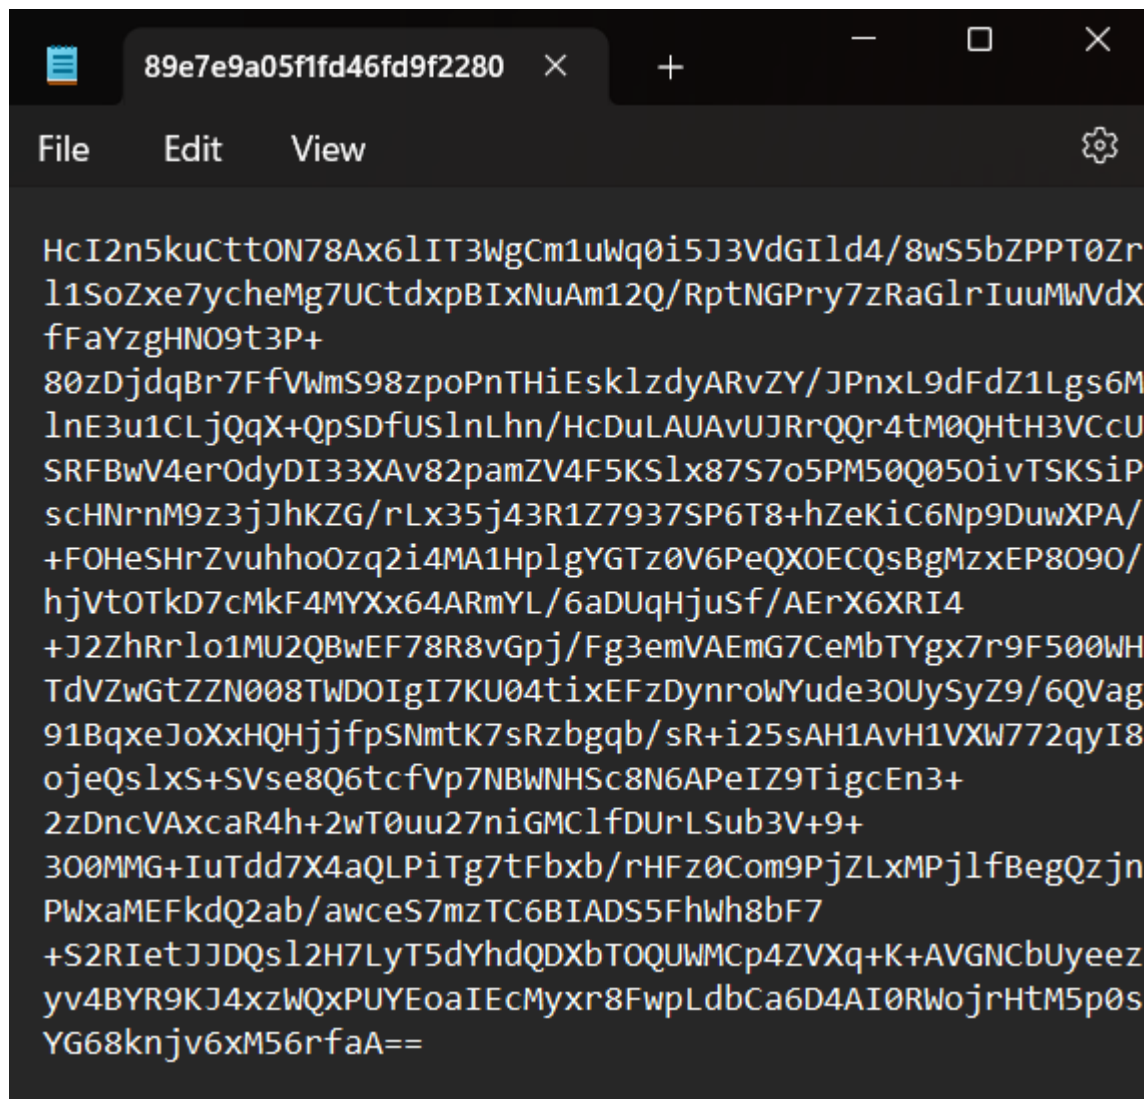 89e7e9a05f1fd46fd9f2280
File Edit View
HcI2n5kuCttON78Ax6lIT3WgCm1uWq0i5J3VdGIld4/8wS5bZPPT0Zr
l1SoZxe7ycheMg7UCtdxpBIxNuAm12Q/RptNGPry7zRaGlrIuuMWVdX
fFaYzgHNO9t3P+
80zDjdqBr7FfVWmS98zpoPnTHiEsklzdyARvZY/JPnxL9dFdZ1Lgs6M
lnE3u1CLjQqX+QpSDfUSlnLhn/HcDuLAUAvUJRrQQr4tM0QHtH3VCcU
SRFBwV4erOdyDI33XAv82pamZV4F5KSlx87S7o5PM50Q05OivTSKSiP
scHNrnM9z3jJhKZG/rLx35j43R1Z7937SP6T8+hZeKiC6Np9DuwXPA/
+FOHeSHrZvuhhoOzq2i4MA1HplgYGTz0V6PeQXOECQsBgMzxEP8O9O/
hjVtOTkD7cMkF4MYXx64ARmYL/6aDUqHjuSf/AErX6XRI4
+J2ZhRrlo1MU2QBwEF78R8vGpj/Fg3emVAEmG7CeMbTYgx7r9F500WH
TdVZwGtZZN008TWDOIgI7KU04tixEFzDynroWYude3OUySyZ9/6QVag
91BqxeJoXxHQHjjfpSNmtK7sRzbgqb/sR+i25sAH1AvH1VXW772qyI8
ojeQslxS+SVse8Q6tcfVp7NBWNHSc8N6APeIZ9TigcEn3+
2zDncVAxcaR4h+2wT0uu27niGMClfDUrLSub3V+9+
3O0MMG+IuTdd7X4aQLPiTg7tFbxb/rHFz0Com9PjZLxMPjlfBegQzjn
PWxaMEFkdQ2ab/awceS7mzTC6BIADS5FhWh8bF7
+S2RIetJJDQsl2H7LyT5dYhdQDXbTOQUWMCp4ZVXq+K+AVGNCbUyeez
yv4BYR9KJ4xzWQxPUYEoaIEcMyxr8FwpLdbCa6D4AI0RWojrHtM5p0s
YG68knjv6xM56rfaA==